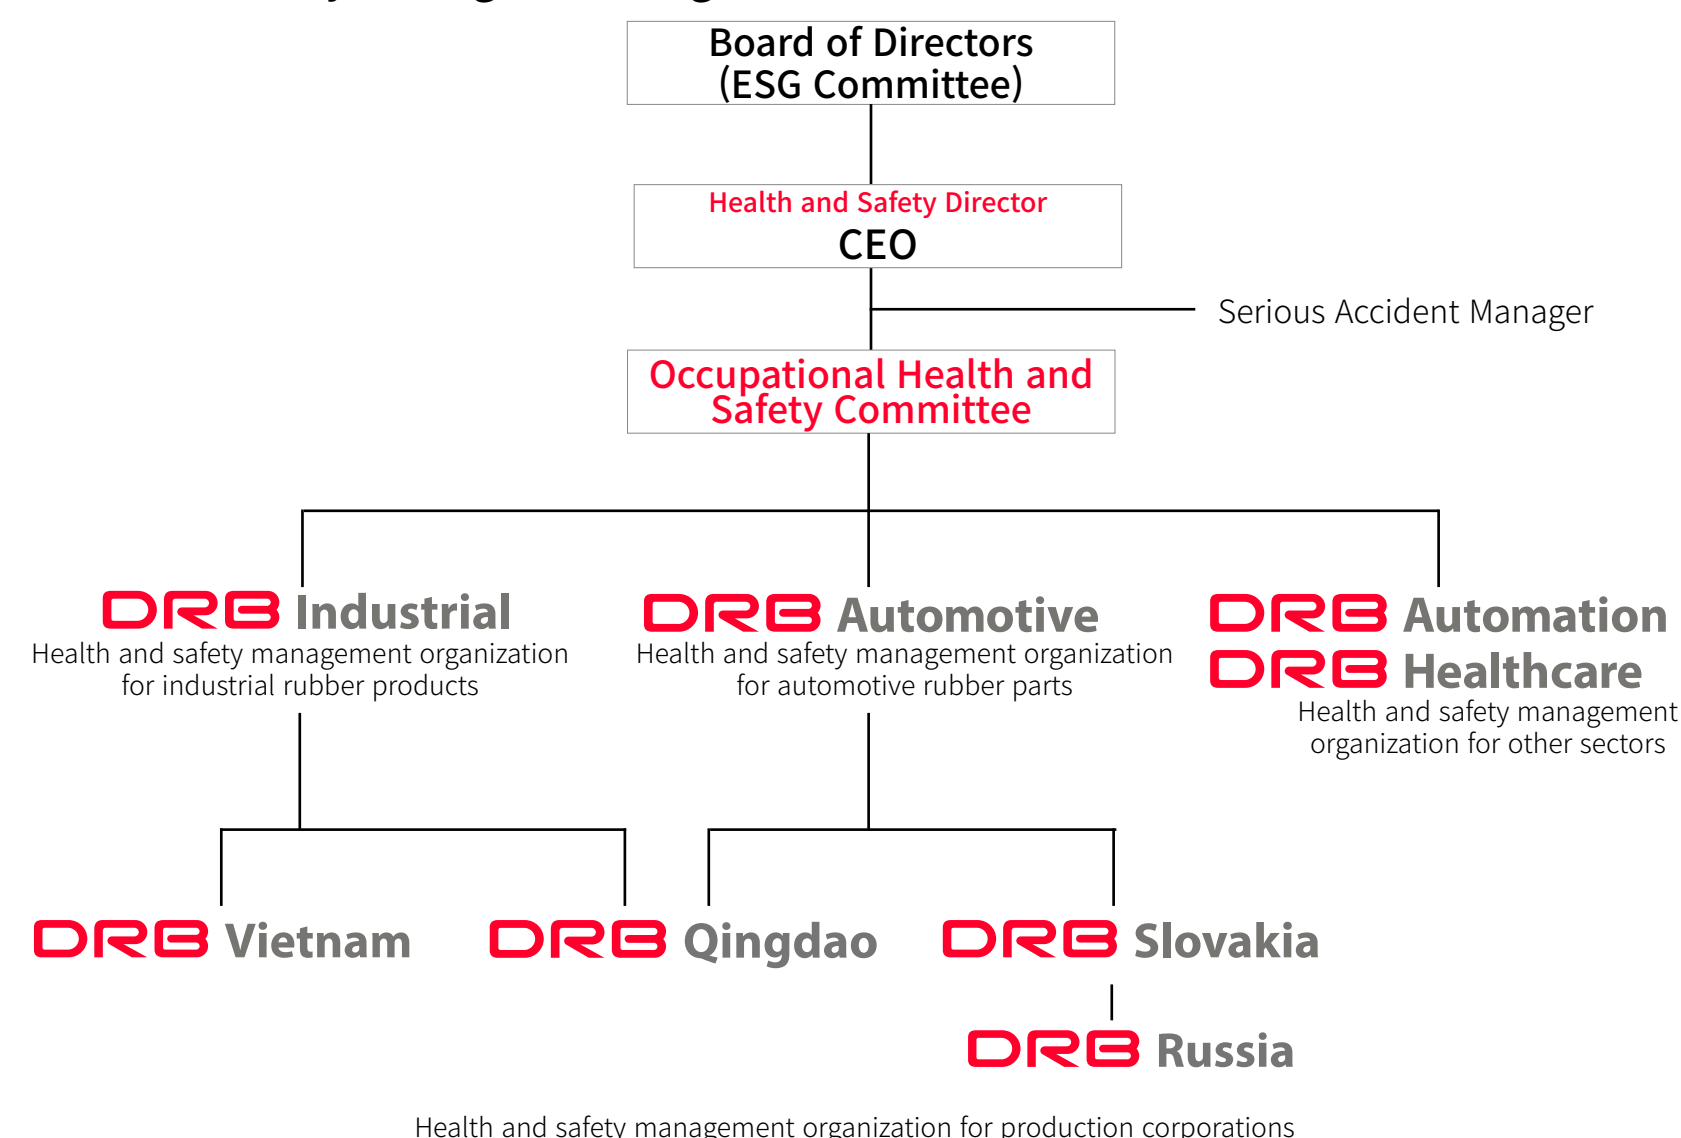 Board of Directors
(ESG Committee)
Health and Safety Director
CEO
Serious Accident Manager
Occupational Health and
Safety Committee
DRB Industrial
Health and safety management organization
for industrial rubber products
DRB Automotive
Health and safety management organization
for automotive rubber parts
DRB Automation
DRB Healthcare
Health and safety management
organization for other sectors
DRB Vietnam
DRB Qingdao
DRB Slovakia
DRB Russia
Health and safety management organization for production corporations